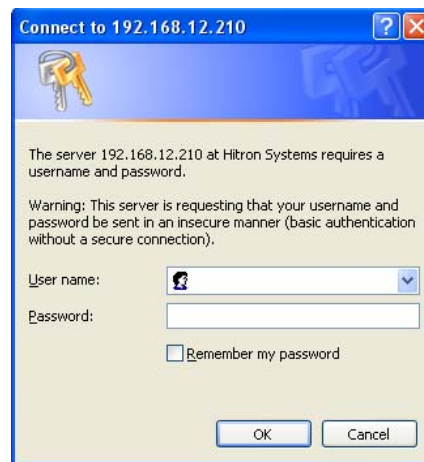 Connect to 192.168.12.210
The server 192.168.12.210 at Hitron Systems requires a
username and password.
Warning: This server is requesting that your username and
password be sent in an insecure manner (basic authentication
without a secure connection).
User name:
Password:
Remember my password
OK Cancel